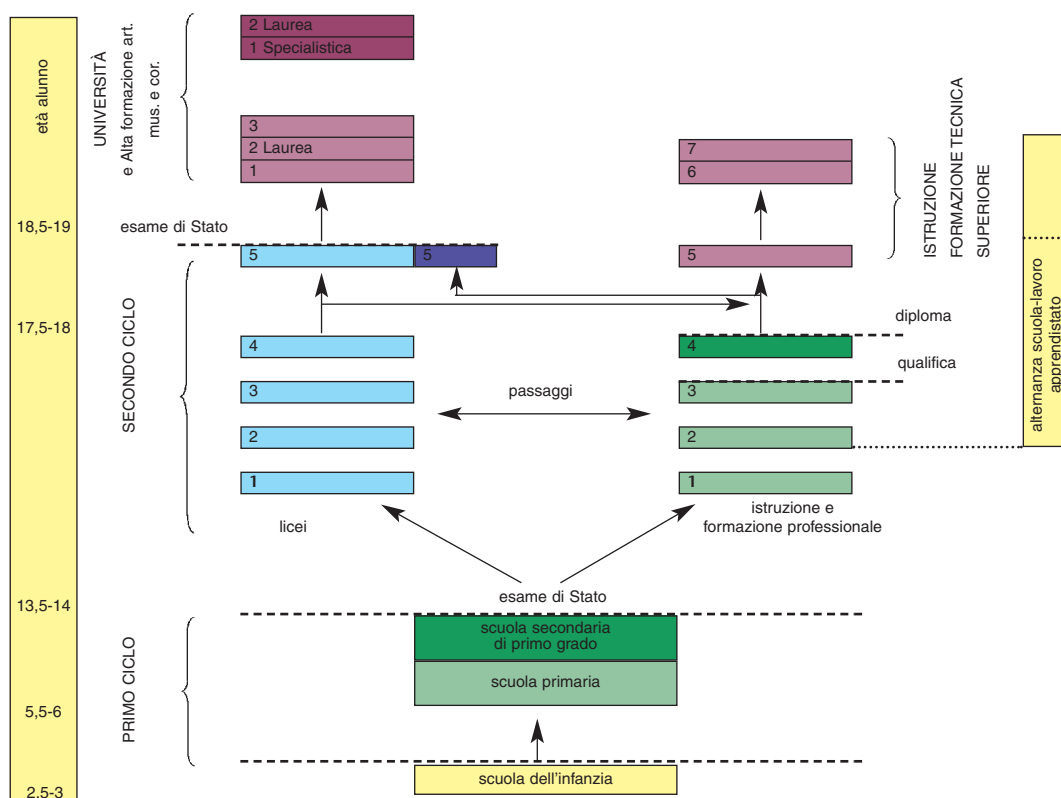 2 Laurea
1 Specialistica
età alunno
UNIVERSITÀ
e Alta formazione art.
mus. e cor.
3
2 Laurea
1
7
6
ISTRUZIONE
FORMAZIONE TECNICA
SUPERIORE
18,5-19
esame di Stato
5
5
5
17,5-18
diploma
4
4
qualifica
SECONDO CICLO
3
passaggi
3
alternanza scuola-lavoro
apprendistato
2
2
1
1
licei
istruzione e
formazione professionale
esame di Stato
13,5-14
scuola secondaria
di primo grado
PRIMO CICLO
scuola primaria
5,5-6
scuola dell'infanzia
2,5-3